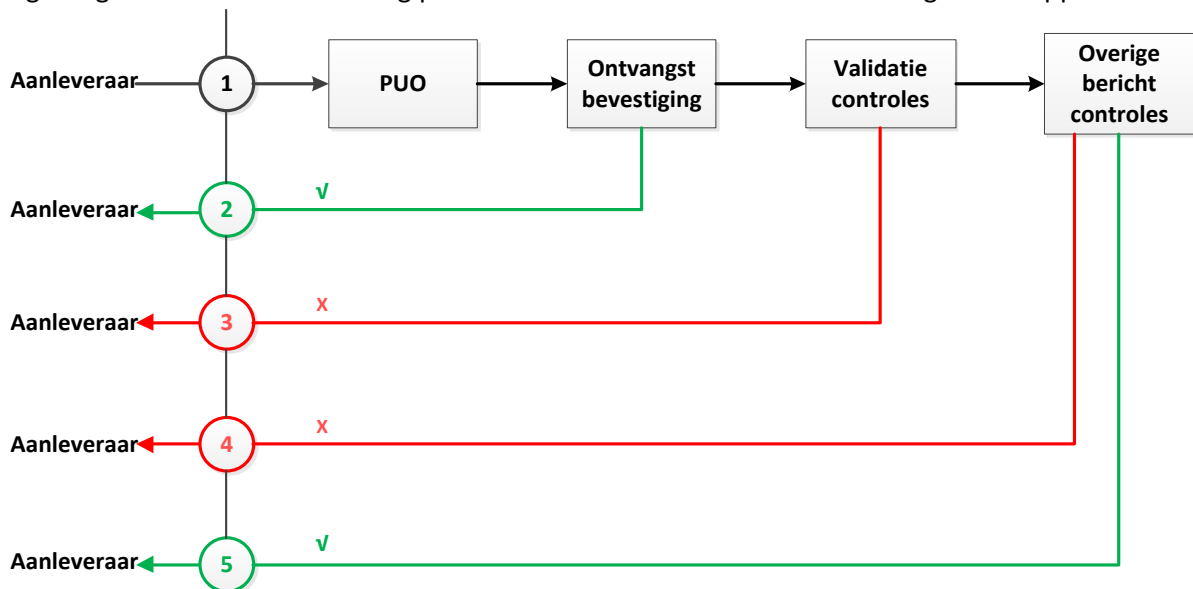 Aanleveraar
1
PUO
Ontvangst
bevestiging
Validatie
controles
Overige
bericht
controles
Aanleveraar
2
√
Aanleveraar
3
X
Aanleveraar
4
X
Aanleveraar
5
√